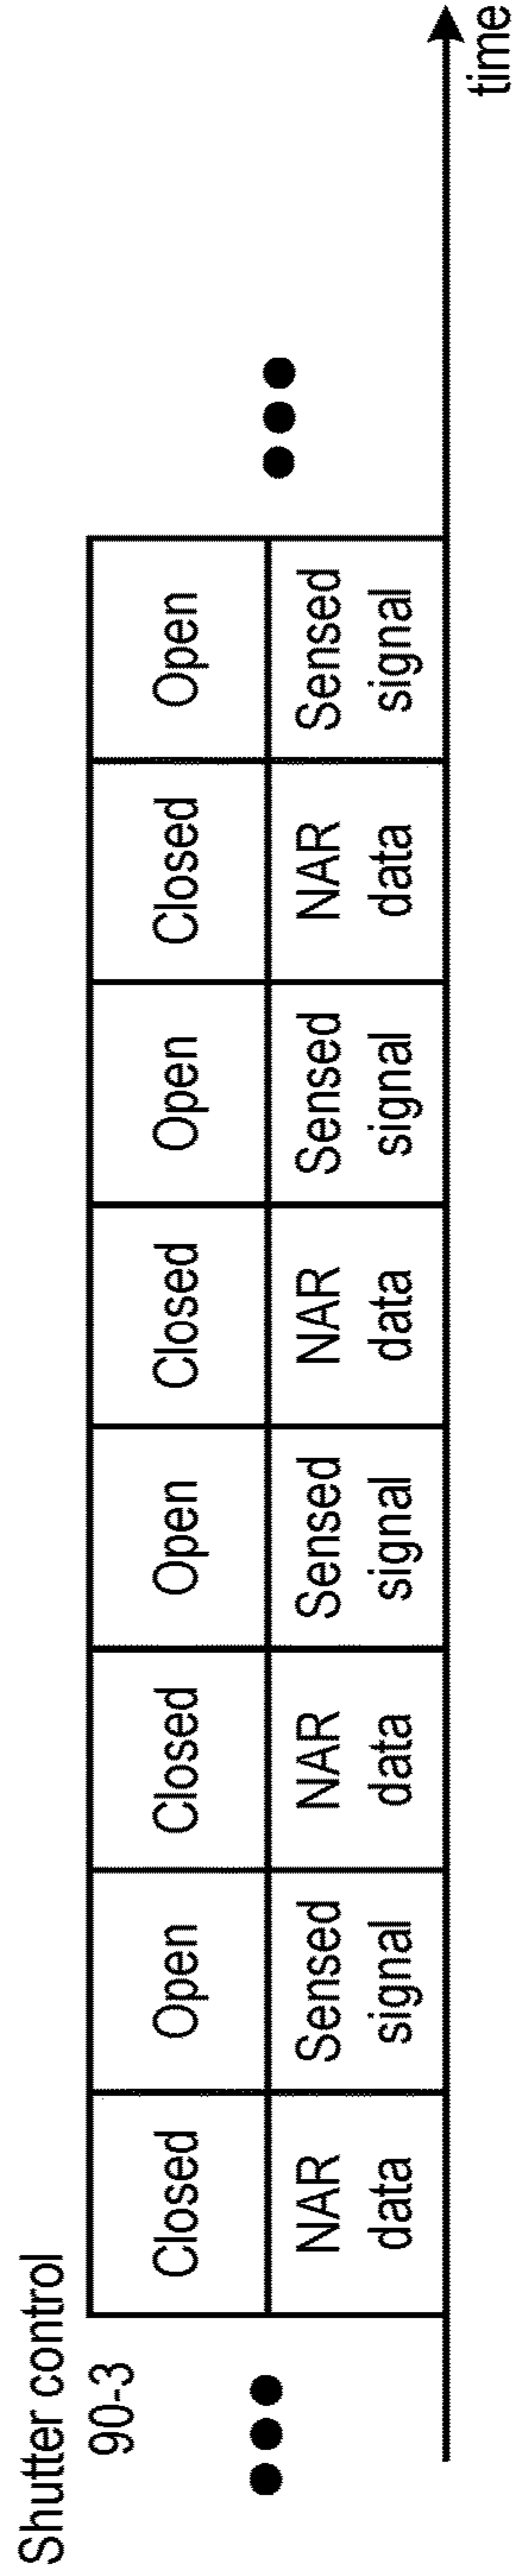 Shutter control
90-3
Closed
Open
Closed
Open
Closed
Open
Closed
Open
NAR
data
Sensed
signal
NAR
data
Sensed
signal
NAR
data
Sensed
signal
NAR
data
Sensed
signal
time